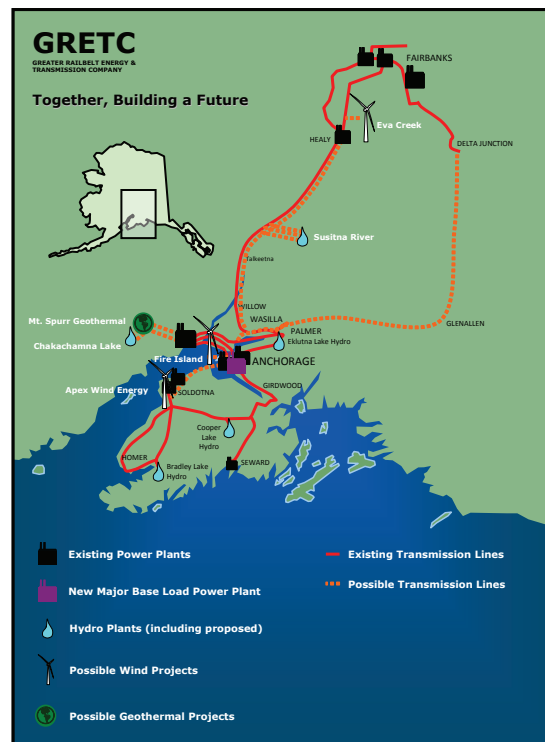 GRETC
GREATER RAILBELT ENERGY &
TRANSMISSION COMPANY
Together, Building a Future
FAIRBANKS
Eva Creek
HEALY
DELTA JUNCTION
Susitna River
Talkeetna
WILLOW
WASILLA
Mt. Spurr Geothermal
GLENALLEN
PALMER
Chakachamna Lake
Eklutna Lake Hydro
Fire Island
ANCHORAGE
Apex Wind Energy
SOLDOTNA
GIRDWOOD
Cooper
Lake
Hydro
HOMER
Bradley Lake
Hydro
SEWARD
Existing Power Plants
Existing Transmission Lines
New Major Base Load Power Plant
Possible Transmission Lines
Hydro Plants (including proposed)
Possible Wind Projects
Possible Geothermal Projects